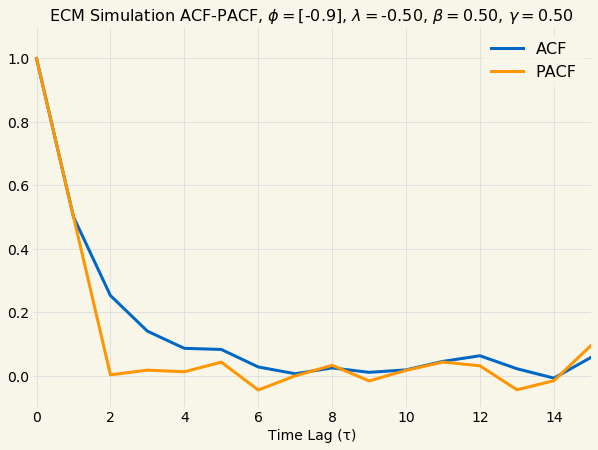 ECM Simulation ACF-PACF, ϕ = [-0.9], λ = -0.50, β = 0.50, γ = 0.50
ACF
PACF
1.0
0.8
0.6
0.4
0.2
0.0
0 2 4 6 8 10 12 14
Time Lag (τ)